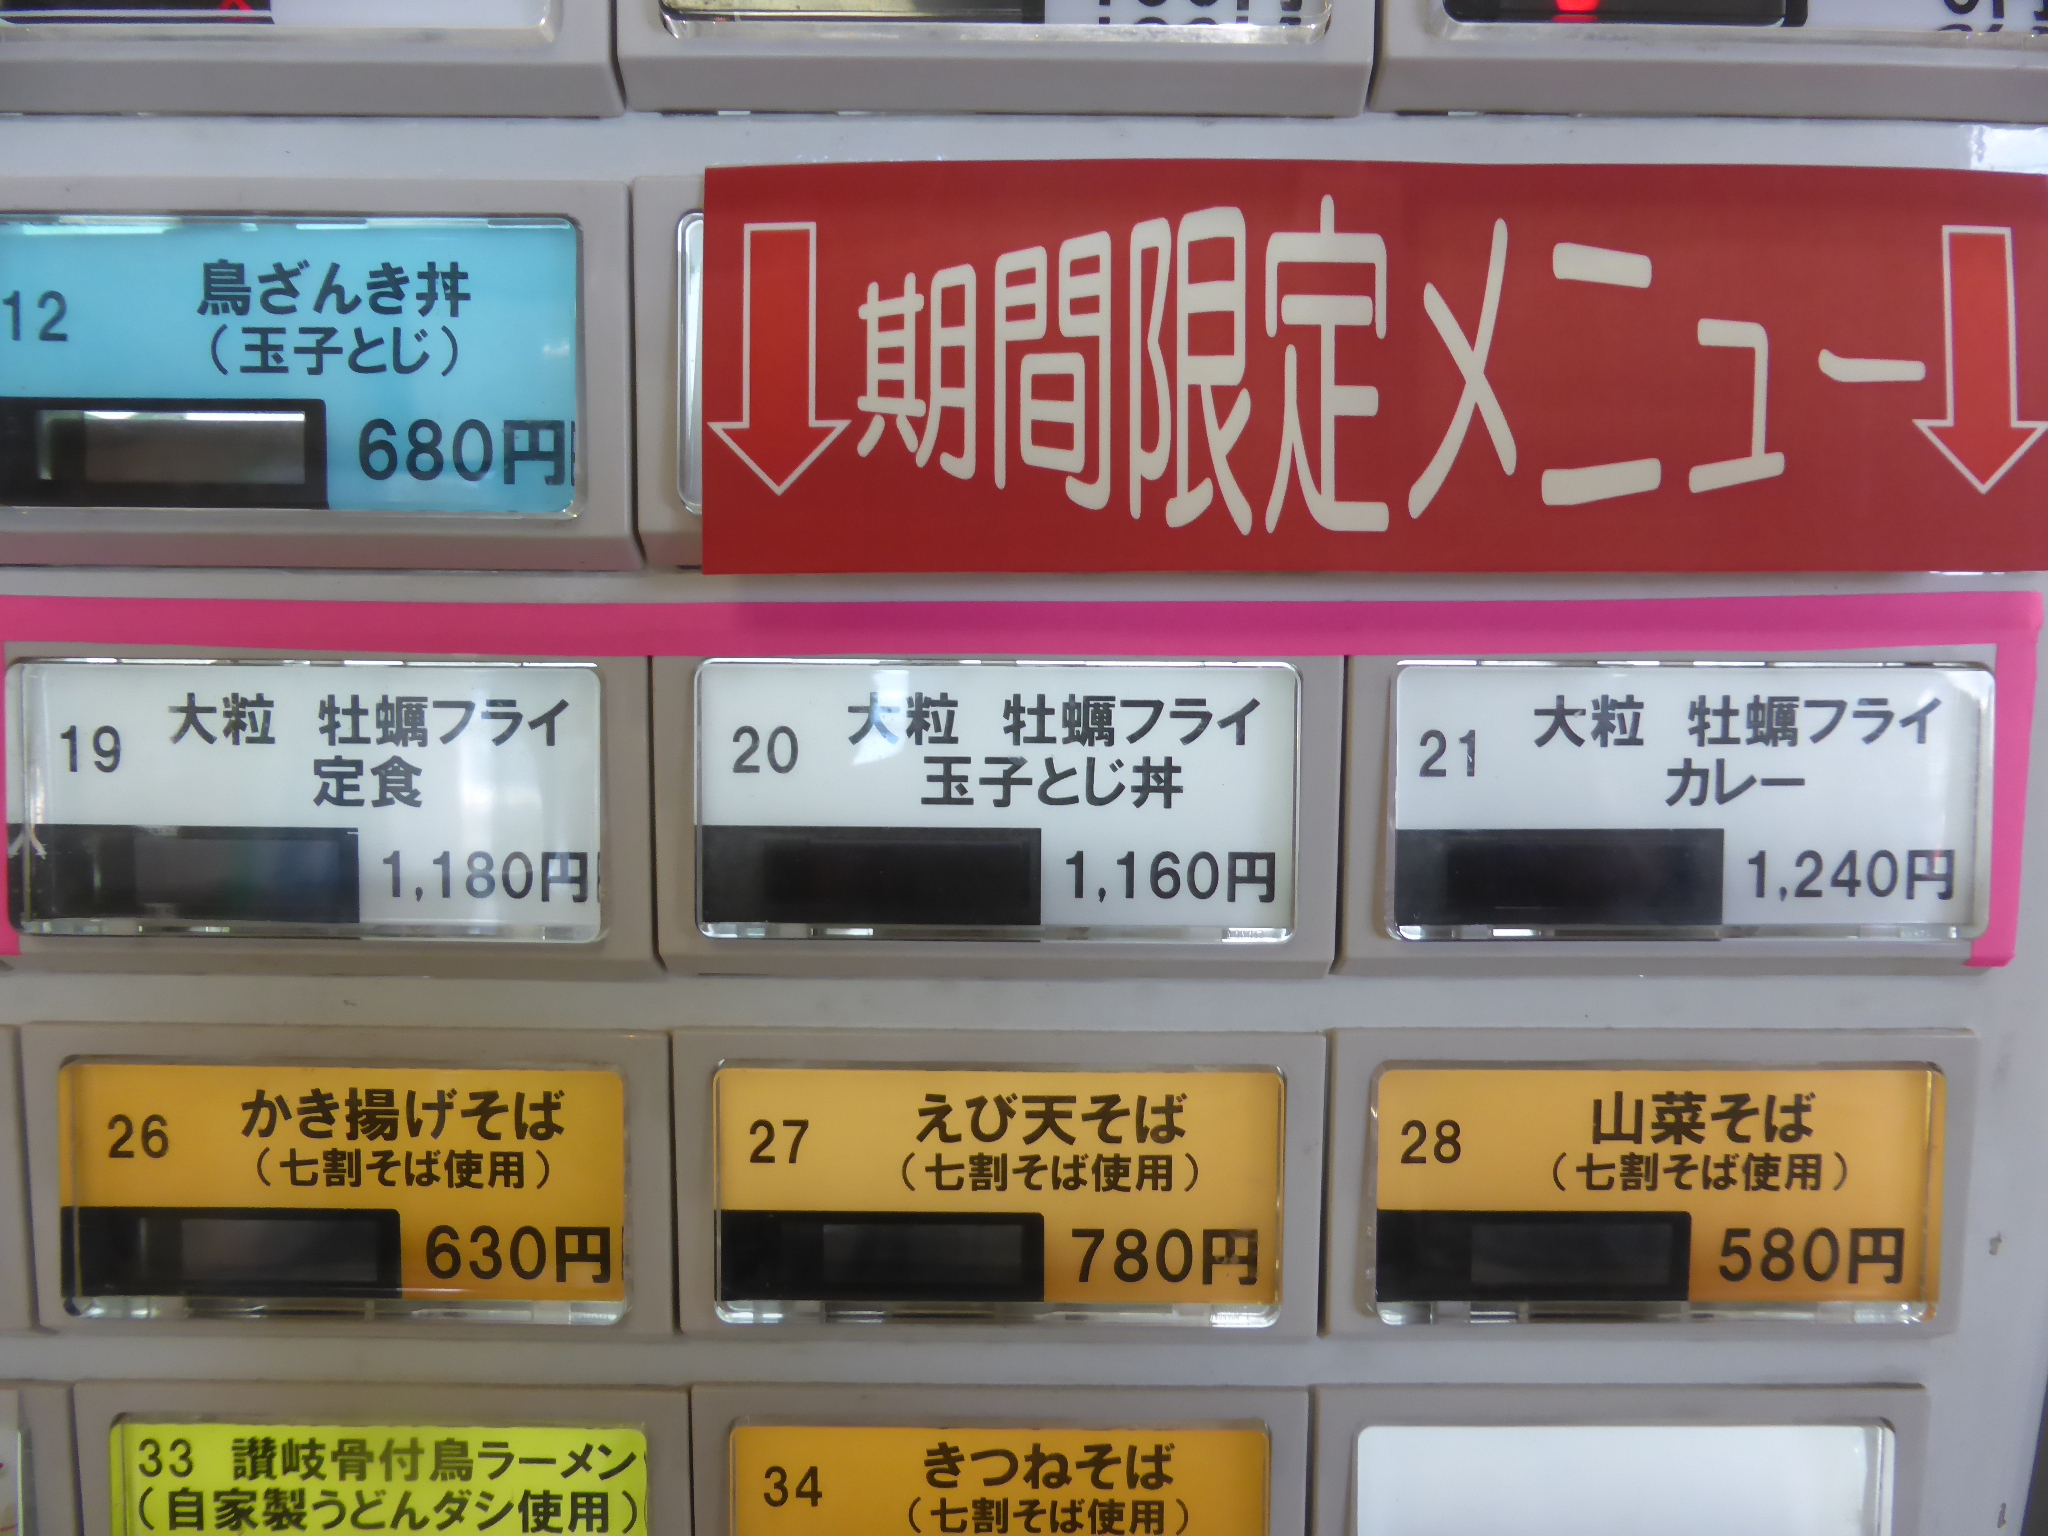 12
鳥ざんき丼
（玉子とじ）
680円
期間限定メニュー
19
大粒 牡蠣フライ
定食
1,180円
20
大粒 牡蠣フライ
玉子とじ丼
1,160円
21
大粒 牡蠣フライ
カレー
1,240円
26
かき揚げそば
（七割そば使用）
630円
27
えび天そば
（七割そば使用）
780円
28
山菜そば
（七割そば使用）
580円
33 讃岐骨付鳥ラーメン
（自家製うどんダシ使用）
34
きつねそば
（七割そば使用）